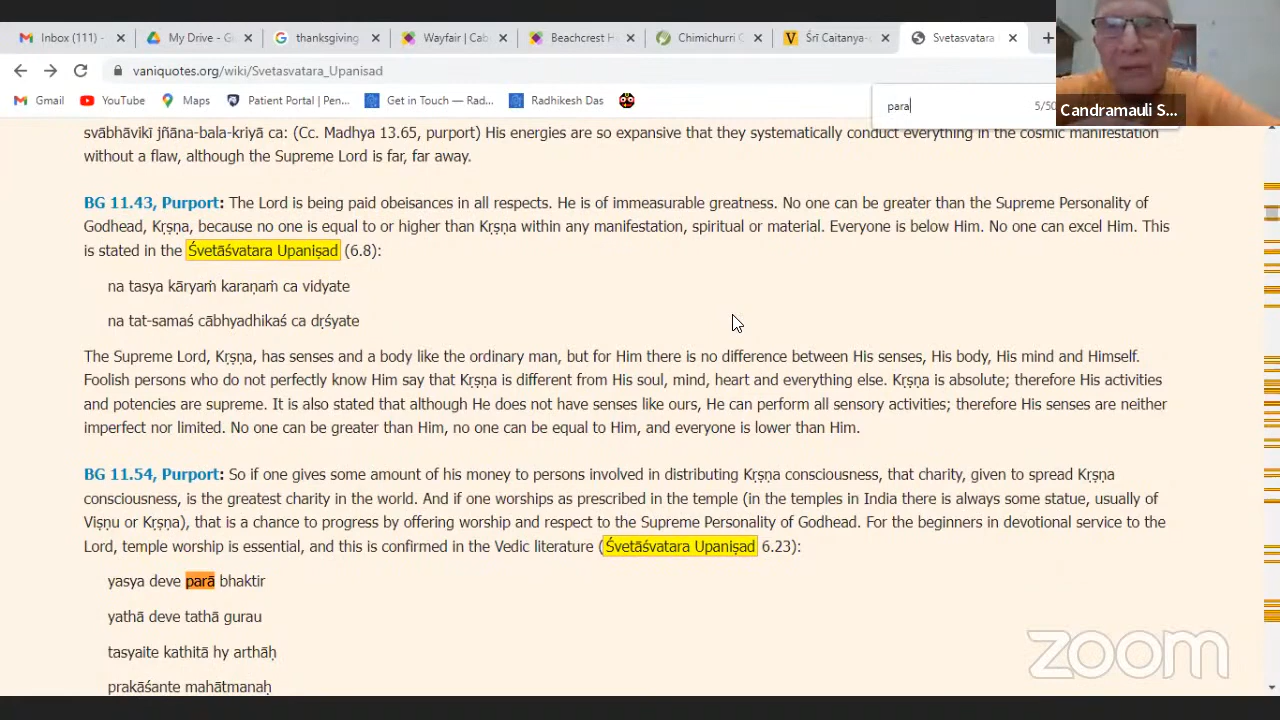 Inbox (111) -
My Drive - G
thanksgiving
Wayfair | Cab
Beachcrest H
Chimichurri C
Śrī Caitanya-
Svetasvatara
vaniquotes.org/wiki/Svetasvatara_Upanisad
Gmail
YouTube
Maps
Patient Portal | Pen...
Get in Touch — Rad...
Radhikesh Das
para
5/50
Candramauli S...
svābhāvikī jñāna-bala-kriyā ca: (Cc. Madhya 13.65, purport) His energies are so expansive that they systematically conduct everything in the cosmic manifestation
without a flaw, although the Supreme Lord is far, far away.
BG 11.43, Purport: The Lord is being paid obeisances in all respects. He is of immeasurable greatness. No one can be greater than the Supreme Personality of
Godhead, Kṛṣṇa, because no one is equal to or higher than Kṛṣṇa within any manifestation, spiritual or material. Everyone is below Him. No one can excel Him. This
is stated in the Śvetāśvatara Upaniṣad (6.8):
na tasya kāryaṁ karaṇaṁ ca vidyate
na tat-samaś cābhyadhikaś ca dṛśyate
The Supreme Lord, Kṛṣṇa, has senses and a body like the ordinary man, but for Him there is no difference between His senses, His body, His mind and Himself.
Foolish persons who do not perfectly know Him say that Kṛṣṇa is different from His soul, mind, heart and everything else. Kṛṣṇa is absolute; therefore His activities
and potencies are supreme. It is also stated that although He does not have senses like ours, He can perform all sensory activities; therefore His senses are neither
imperfect nor limited. No one can be greater than Him, no one can be equal to Him, and everyone is lower than Him.
BG 11.54, Purport: So if one gives some amount of his money to persons involved in distributing Kṛṣṇa consciousness, that charity, given to spread Kṛṣṇa
consciousness, is the greatest charity in the world. And if one worships as prescribed in the temple (in the temples in India there is always some statue, usually of
Viṣṇu or Kṛṣṇa), that is a chance to progress by offering worship and respect to the Supreme Personality of Godhead. For the beginners in devotional service to the
Lord, temple worship is essential, and this is confirmed in the Vedic literature (Śvetāśvatara Upaniṣad 6.23):
yasya deve parā bhaktir
yathā deve tathā gurau
tasyaite kathitā hy arthāḥ
prakāśante mahātmanaḥ
zoom